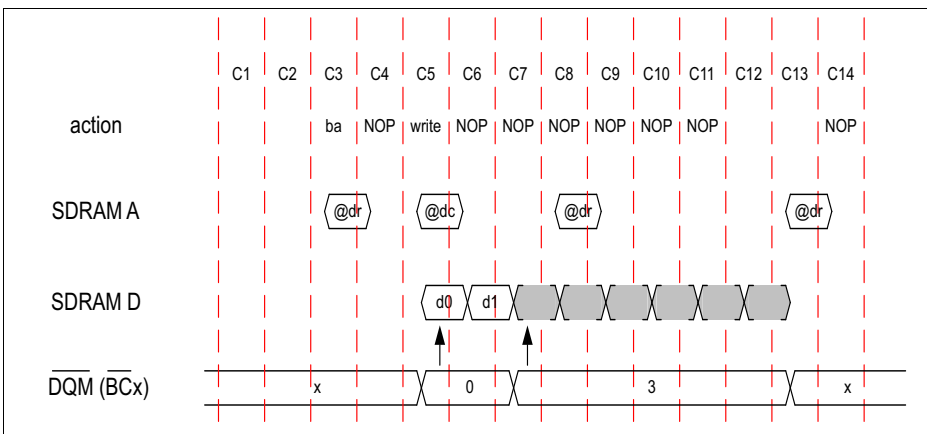 C1 C2 C3 C4 C5 C6 C7 C8 C9 C10 C11 C12 C13 C14
action ba NOP write NOP NOP NOP NOP NOP NOP NOP
SDRAM A @dr @dc @dr @dr
SDRAM D d0 d1
DQM (BCx) x 0 3 x